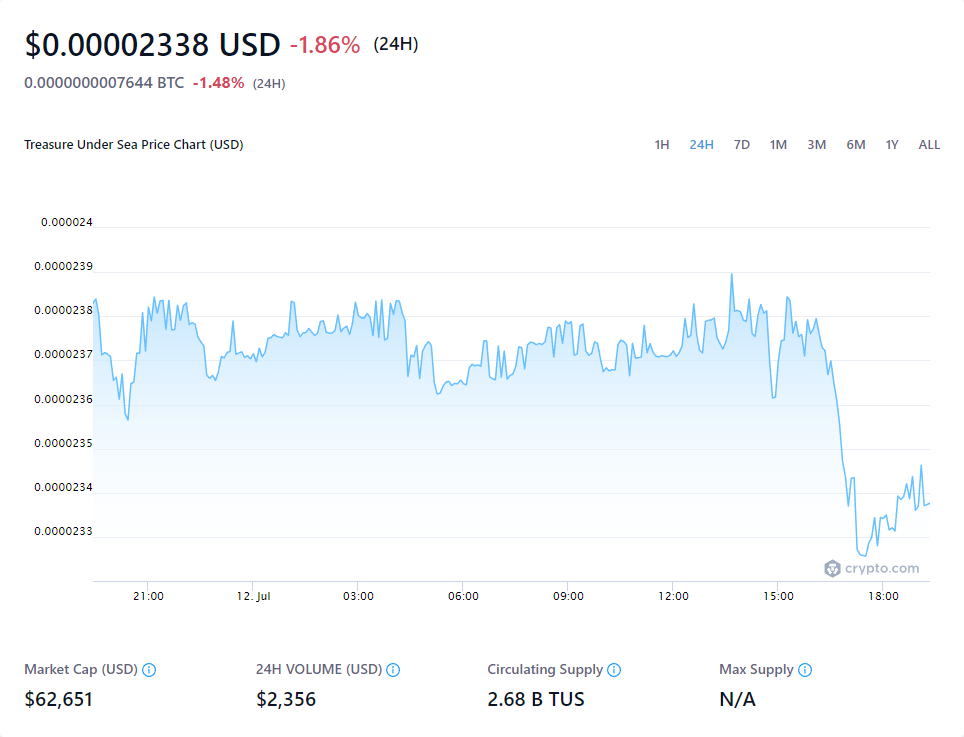 $0.00002338 USD -1.86% (24H)
0.0000000007644 BTC -1.48% (24H)
Treasure Under Sea Price Chart (USD)
1H 24H 7D 1M 3M 6M 1Y ALL
0.000024
0.0000239
0.0000238
0.0000237
0.0000236
0.0000235
0.0000234
0.0000233
crypto.com
21:00 12. Jul 03:00 06:00 09:00 12:00 15:00 18:00
Market Cap (USD) 24H VOLUME (USD) Circulating Supply Max Supply
$62,651 $2,356 2.68 B TUS N/A